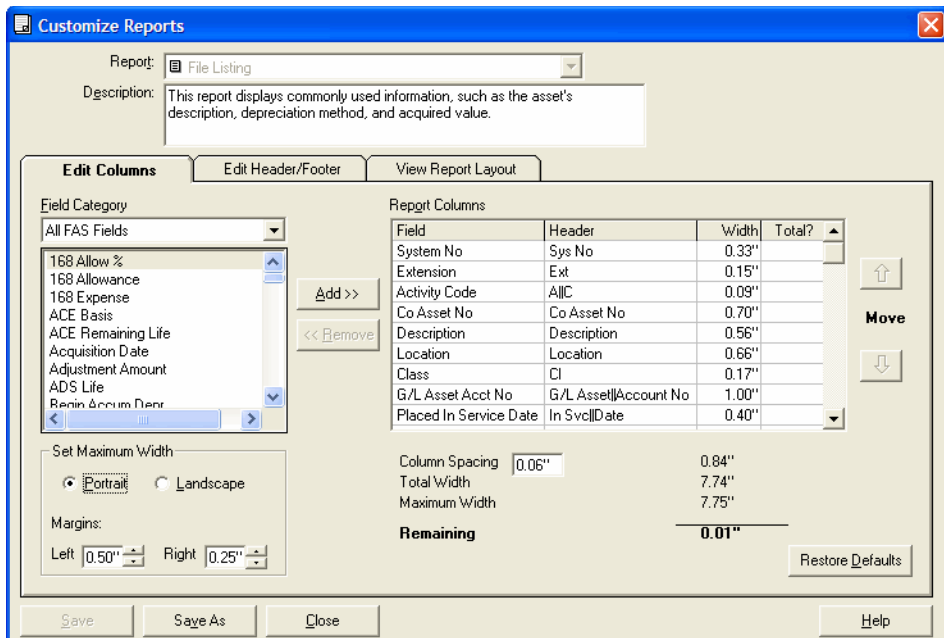 Customize Reports
Report: File Listing
Description: This report displays commonly used information, such as the asset's
description, depreciation method, and acquired value.
Edit Columns Edit Header/Footer View Report Layout
Field Category
All FAS Fields
168 Allow %
168 Allowance
168 Expense
ACE Basis
ACE Remaining Life
Acquisition Date
Adjustment Amount
ADS Life
Begin Accum Depr
Add >>
<< Remove
Report Columns
Field Header Width Total?
System No Sys No 0.33"
Extension Ext 0.15"
Activity Code A||C 0.09"
Co Asset No Co Asset No 0.70"
Description Description 0.56"
Location Location 0.66"
Class Cl 0.17"
G/L Asset Acct No G/L Asset||Account No 1.00"
Placed In Service Date In Svc||Date 0.40"
Move
Set Maximum Width
Portrait Landscape
Margins:
Left 0.50" Right 0.25"
Column Spacing 0.06" 0.84"
Total Width 7.74"
Maximum Width 7.75"
Remaining 0.01"
Restore Defaults
Save Save As Close Help